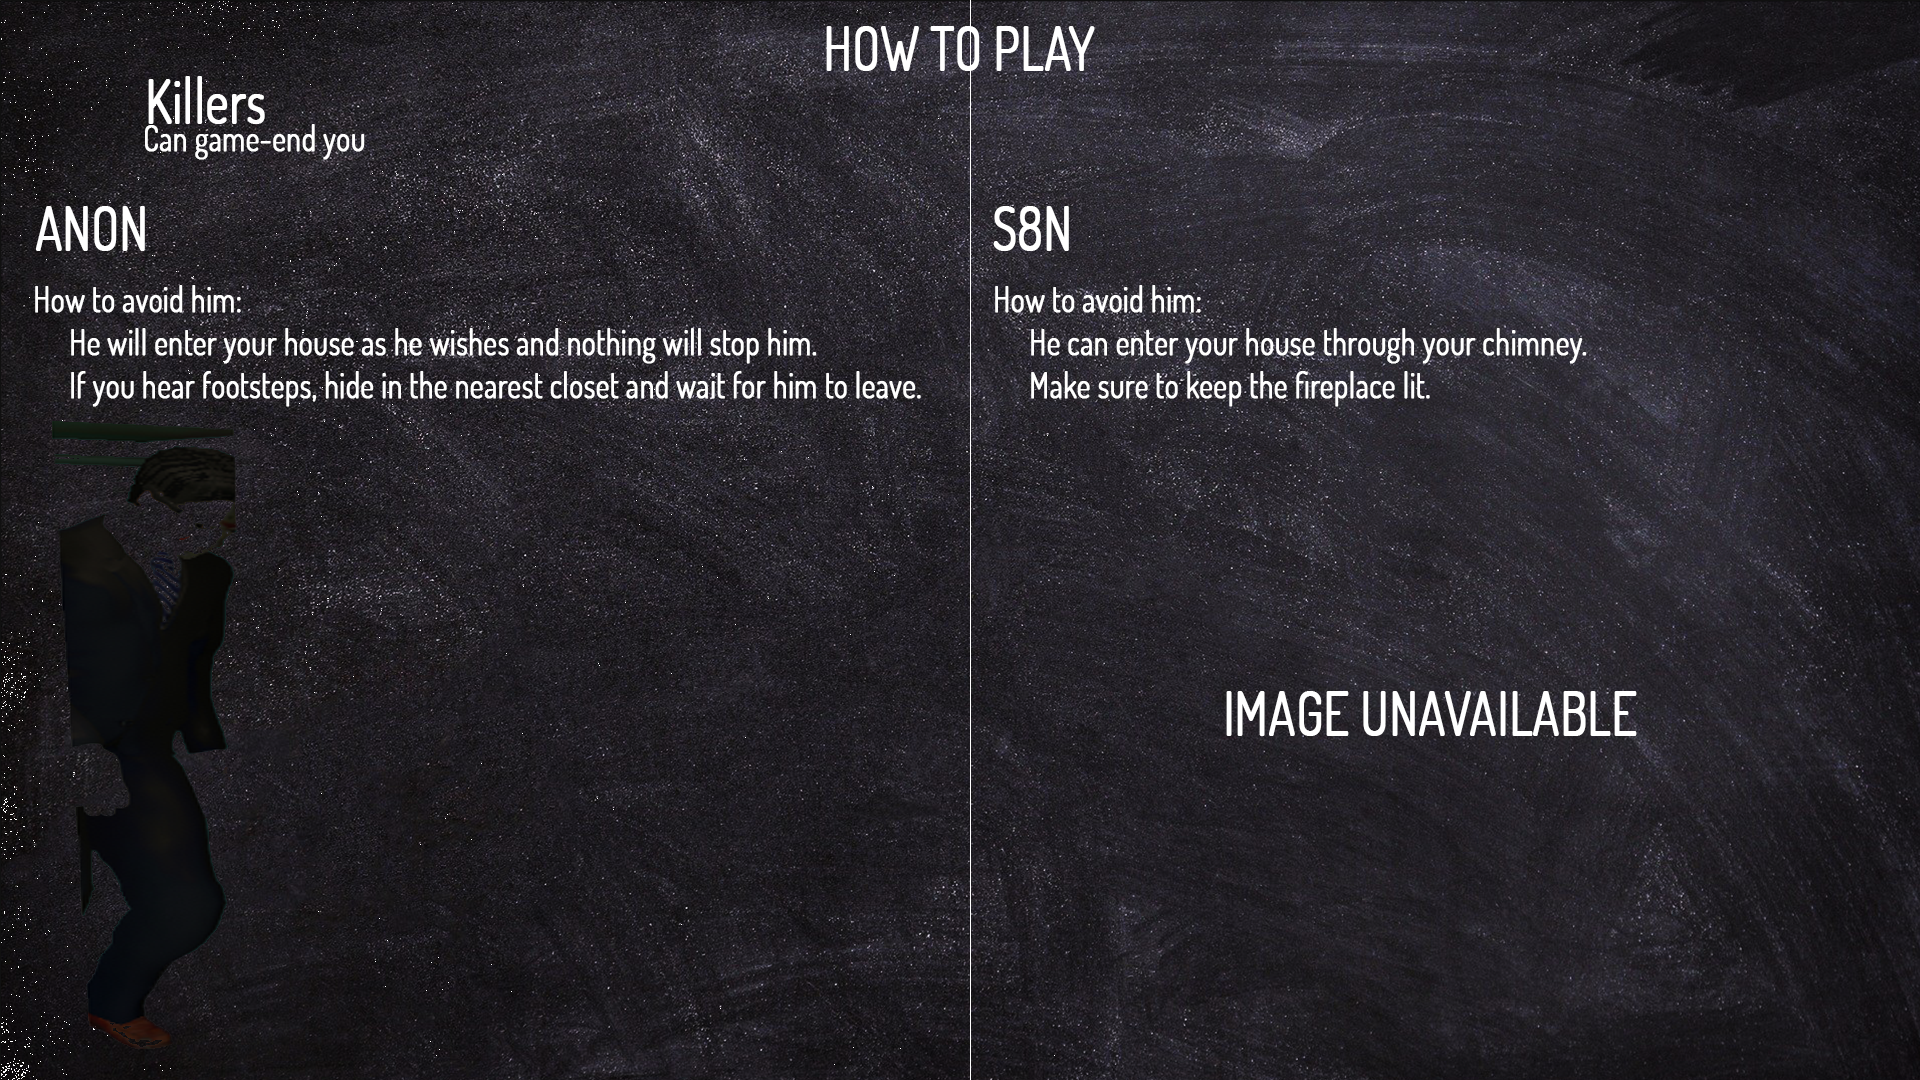 HOW TO PLAY
Killers
Can game-end you
ANON
How to avoid him:
He will enter your house as he wishes and nothing will stop him.
If you hear footsteps, hide in the nearest closet and wait for him to leave.
S8N
How to avoid him:
He can enter your house through your chimney.
Make sure to keep the fireplace lit.
IMAGE UNAVAILABLE